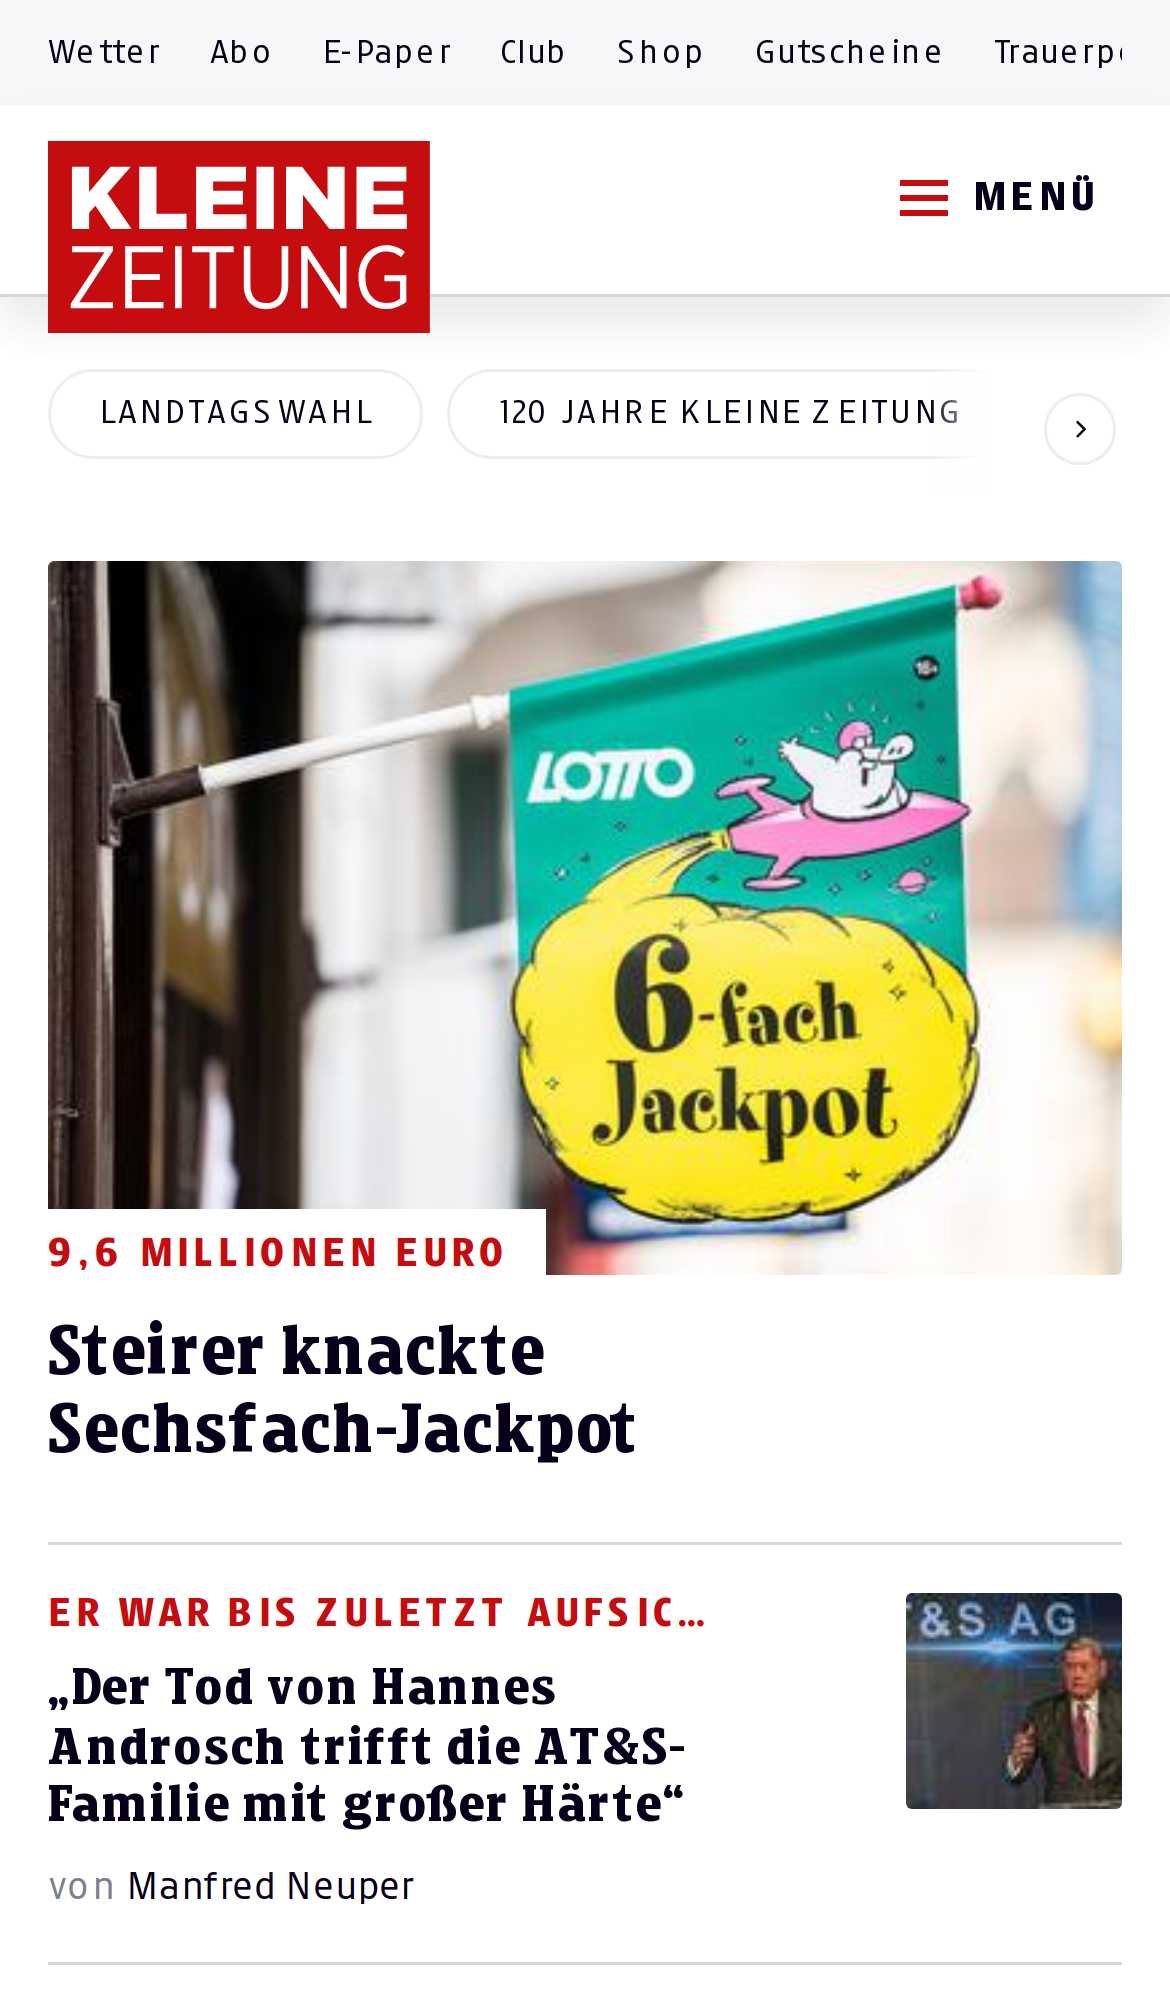 Wetter Abo E-Paper Club Shop Gutscheine
KLEINE
ZEITUNG
MENÜ
LANDTAGSWAHL 120 JAHRE KLEINE ZEITUNG
18+
LOTTO
6-fach
Jackpot
9,6 MILLIONEN EURO
Steirer knackte
Sechsfach-Jackpot
ER WAR BIS ZULETZT AUFSIC…
T&S AG
„Der Tod von Hannes
Androsch trifft die AT&S-
Familie mit großer Härte“
von Manfred Neuper